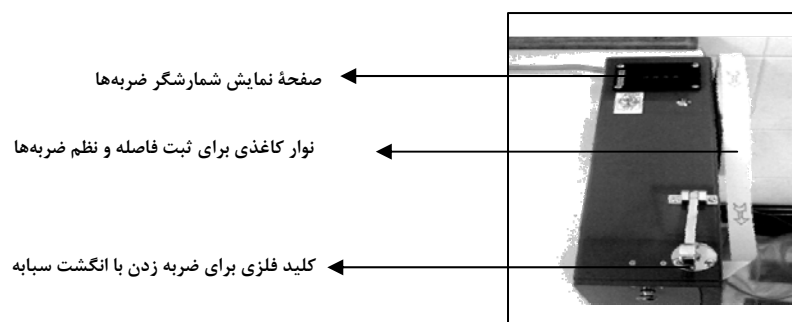 صفحۀ نمایش شمارشگر ضربه‌ها
نوار کاغذی برای ثبت فاصله و نظم ضربه‌ها
کلید فلزی برای ضربه زدن با انگشت سبابه